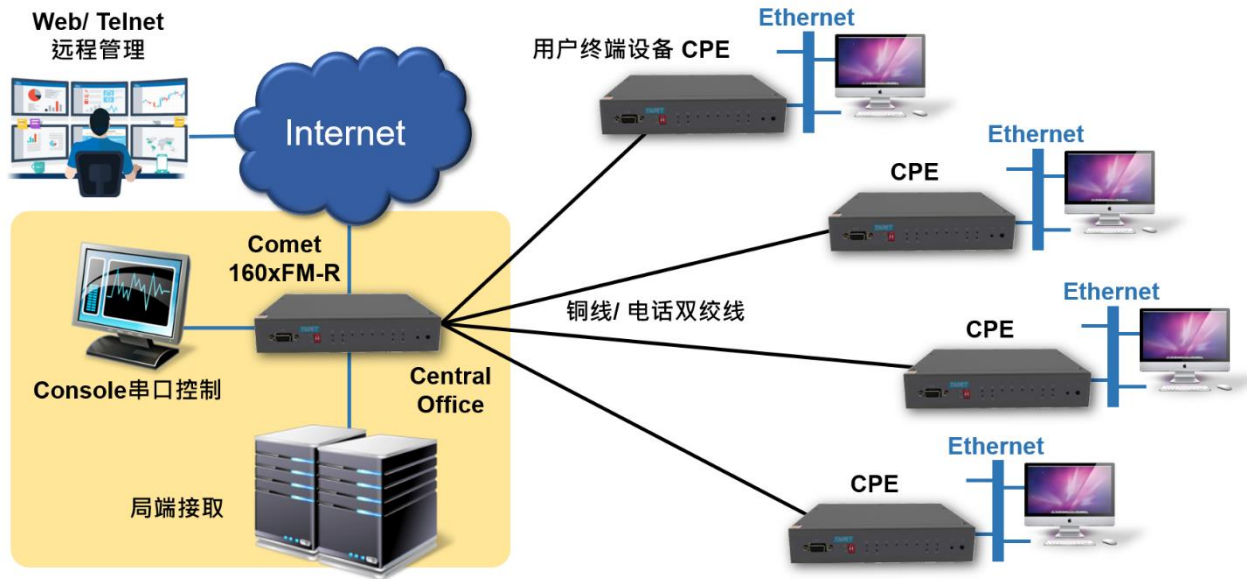 Web/ Telnet
远程管理
Internet
用户终端设备 CPE
Ethernet
Ethernet
CPE
Comet
160xFM-R
铜线/ 电话双绞线
Ethernet
CPE
Console串口控制
Central
Office
Ethernet
CPE
局端接取